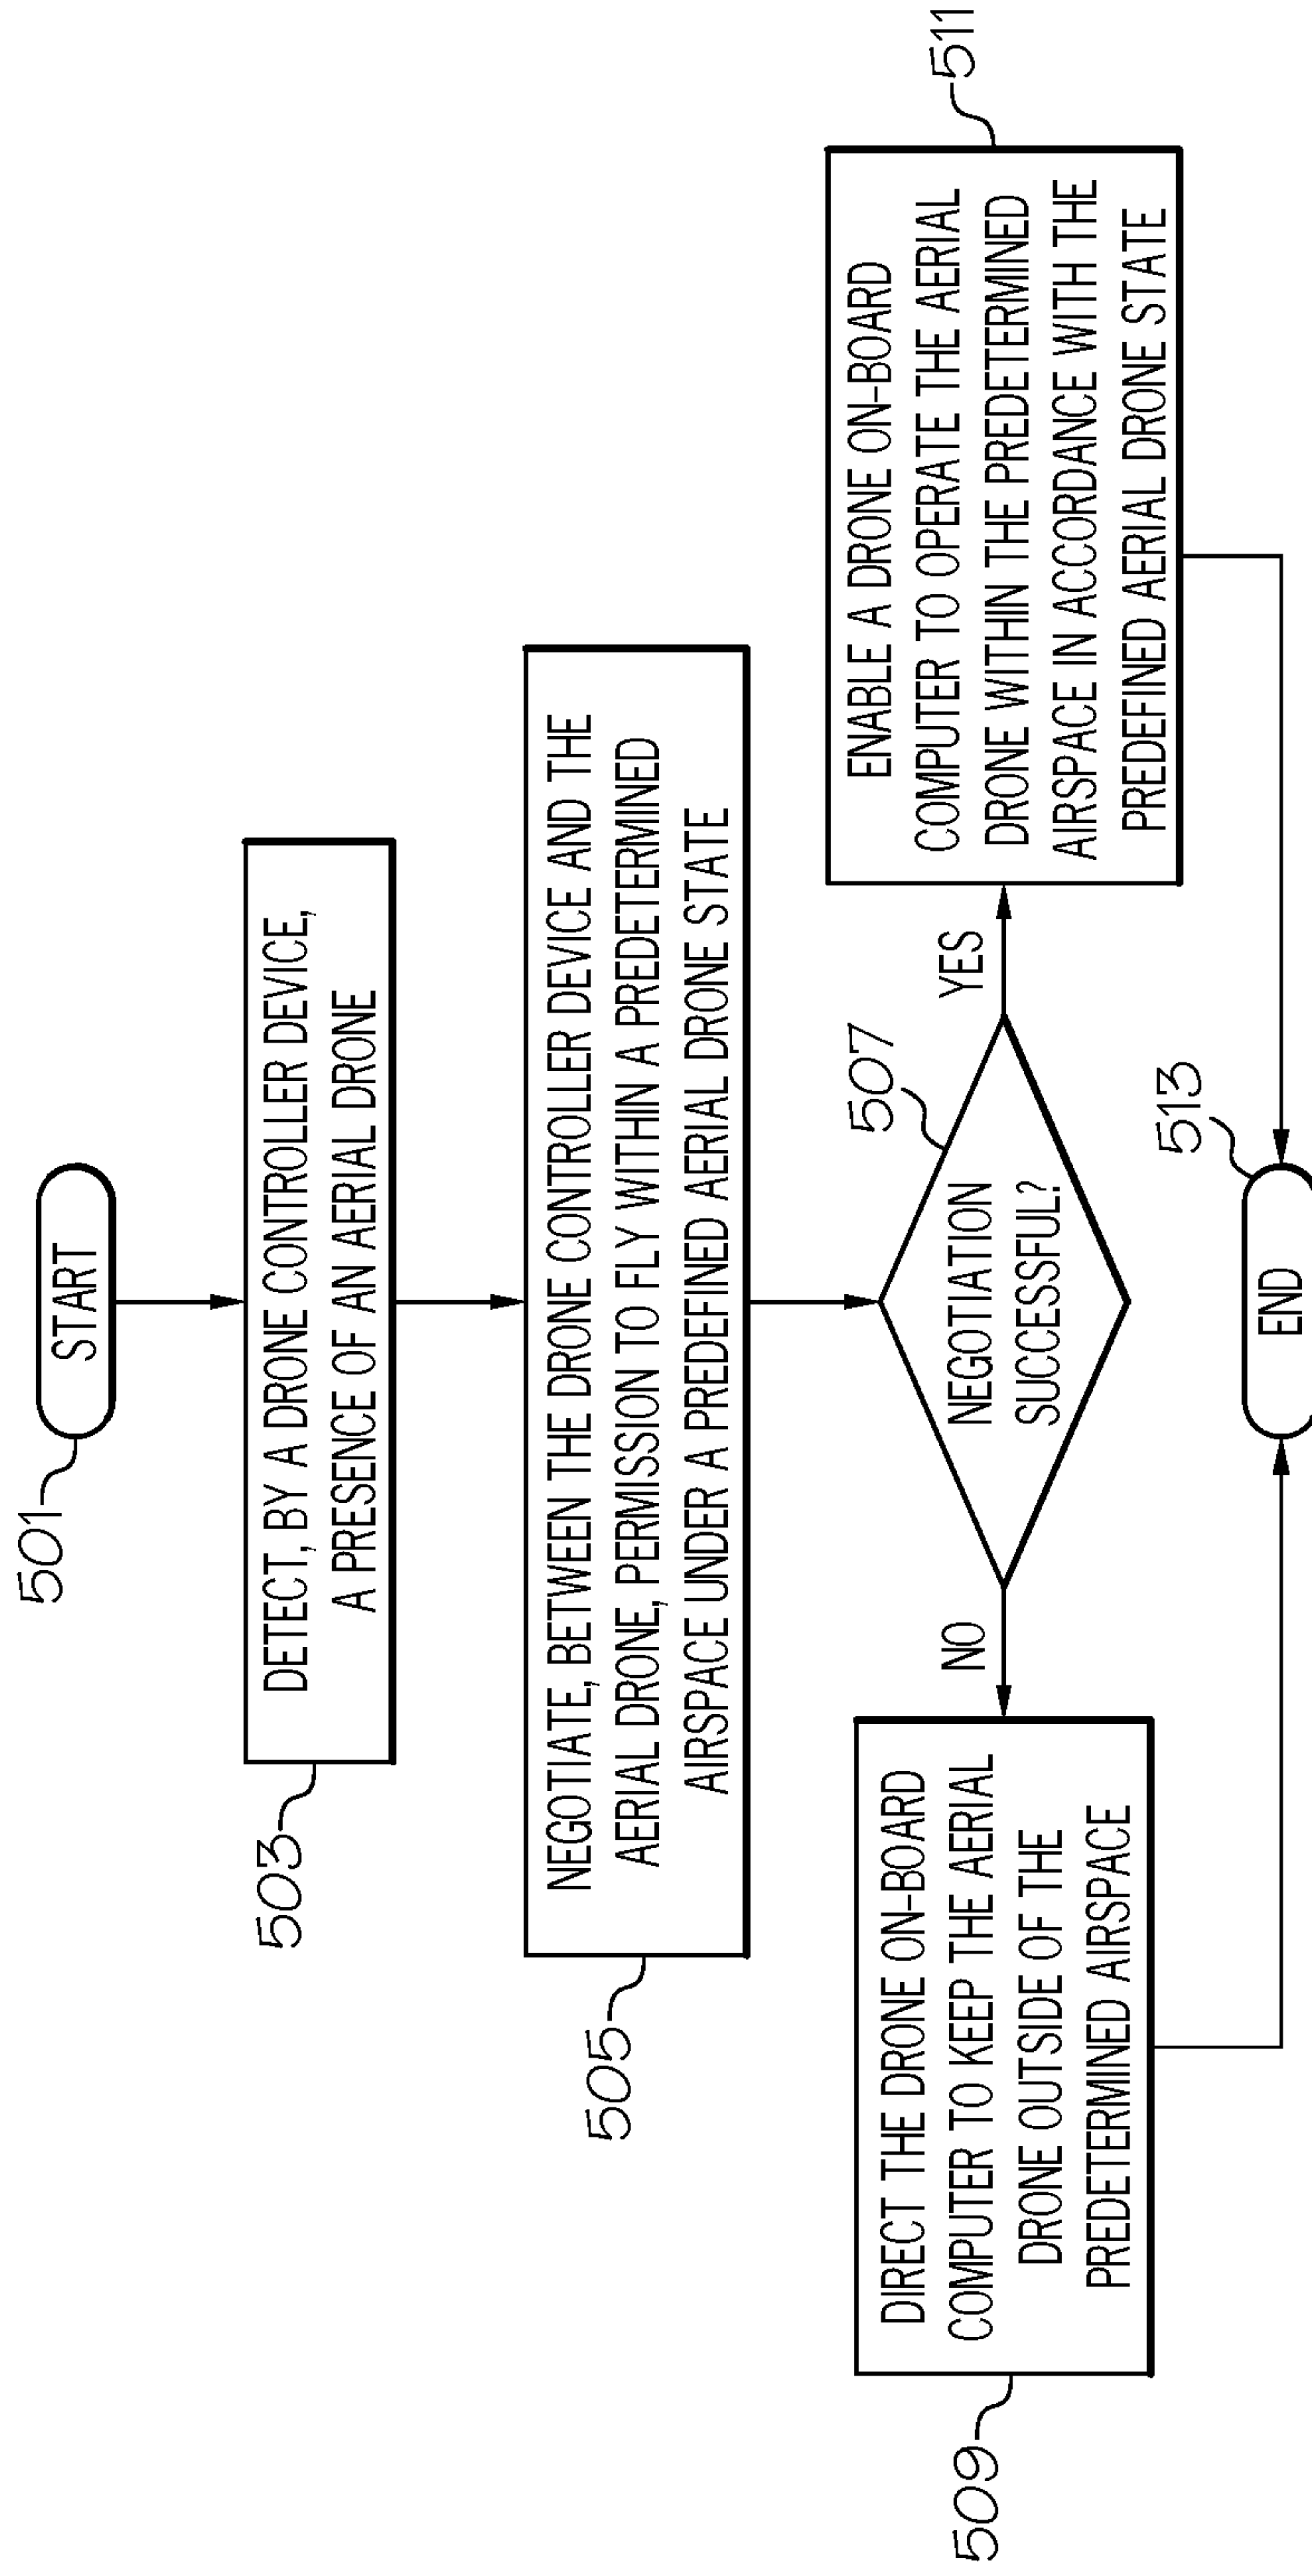 501
START
503
DETECT, BY A DRONE CONTROLLER DEVICE,
A PRESENCE OF AN AERIAL DRONE
505
NEGOTIATE, BETWEEN THE DRONE CONTROLLER DEVICE AND THE
AERIAL DRONE, PERMISSION TO FLY WITHIN A PREDETERMINED
AIRSPACE UNDER A PREDEFINED AERIAL DRONE STATE
507
NEGOTIATION
SUCCESSFUL?
NO
YES
509
DIRECT THE DRONE ON-BOARD
COMPUTER TO KEEP THE AERIAL
DRONE OUTSIDE OF THE
PREDETERMINED AIRSPACE
511
ENABLE A DRONE ON-BOARD
COMPUTER TO OPERATE THE AERIAL
DRONE WITHIN THE PREDETERMINED
AIRSPACE IN ACCORDANCE WITH THE
PREDEFINED AERIAL DRONE STATE
513
END